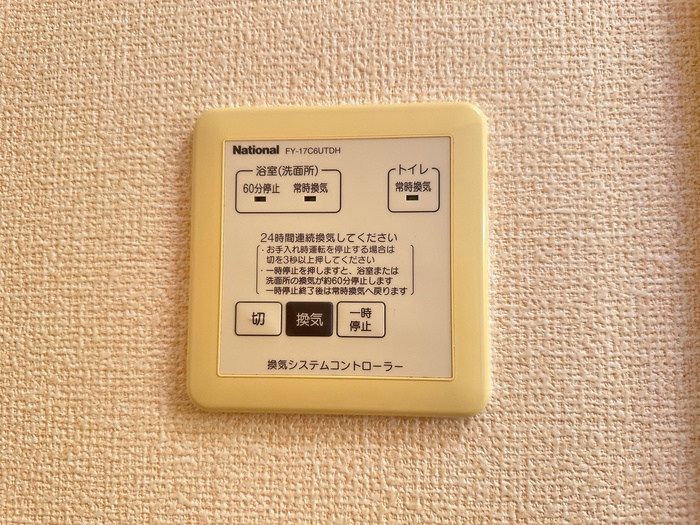 National FY-17C6UTDH
浴室(洗面所) トイレ
60分停止 常時換気 常時換気
24時間連続換気してください
・お手入れ時運転を停止する場合は
切を3秒以上押してください
・一時停止を押しますと、浴室または
洗面所の換気が約60分停止します
一時停止終了後は常時換気へ戻ります
切 換気 一時
停止
換気システムコントローラー